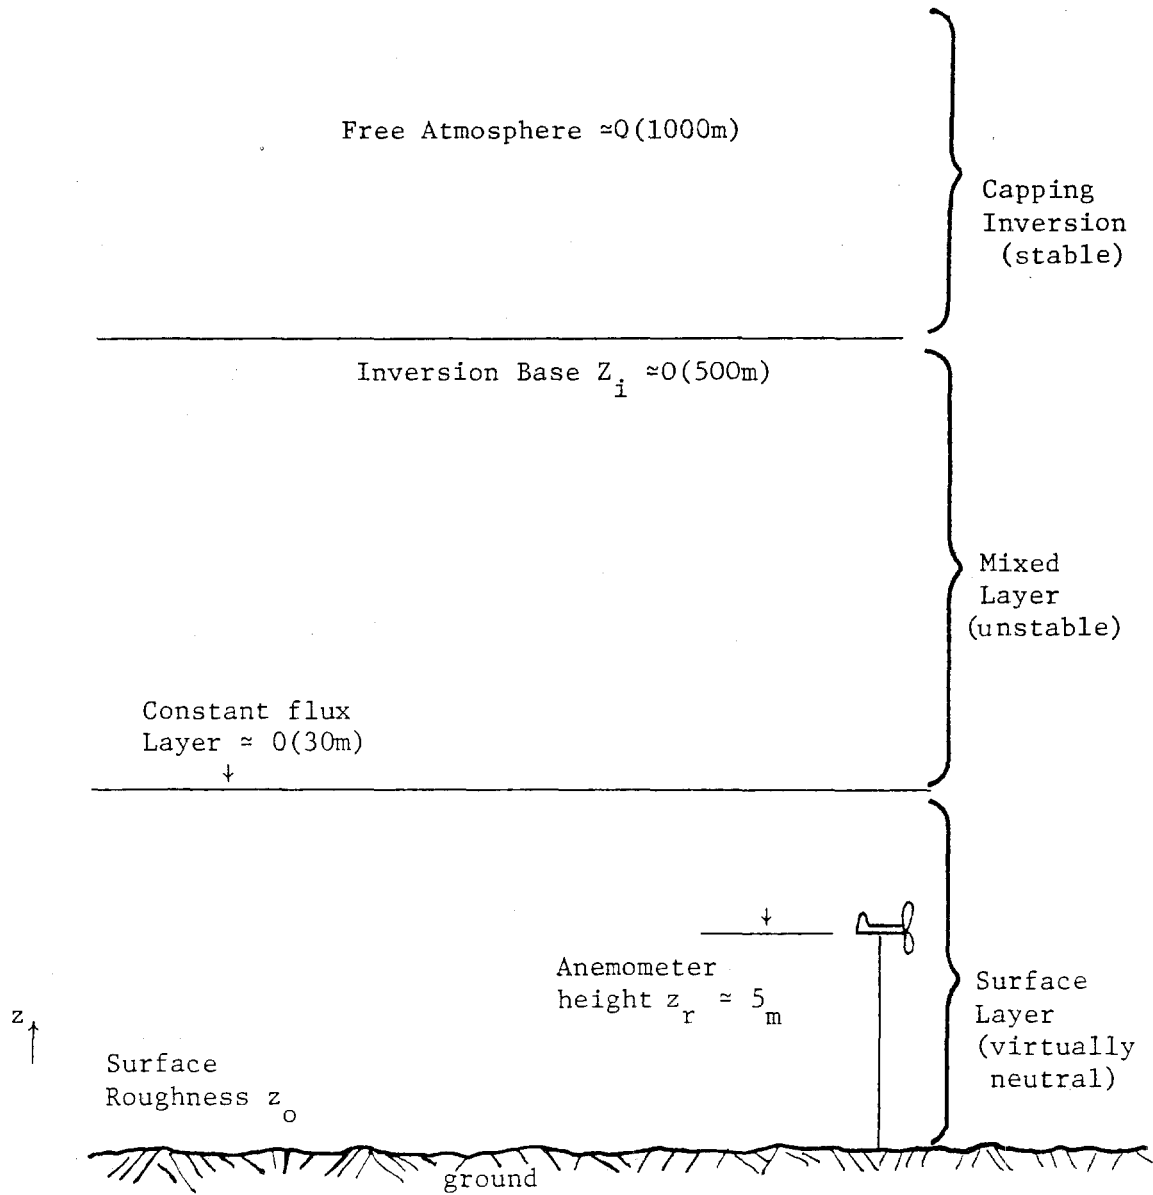 Free Atmosphere ≃O(1000m)
Capping
Inversion
(stable)
Inversion Base Z_i ≃O(500m)
Mixed
Layer
(unstable)
Constant flux
Layer ≃ O(30m)
↓
↓
Anemometer
height z_r ≃ 5_m
Surface
Layer
(virtually
neutral)
z
↑
Surface
Roughness z_o
ground